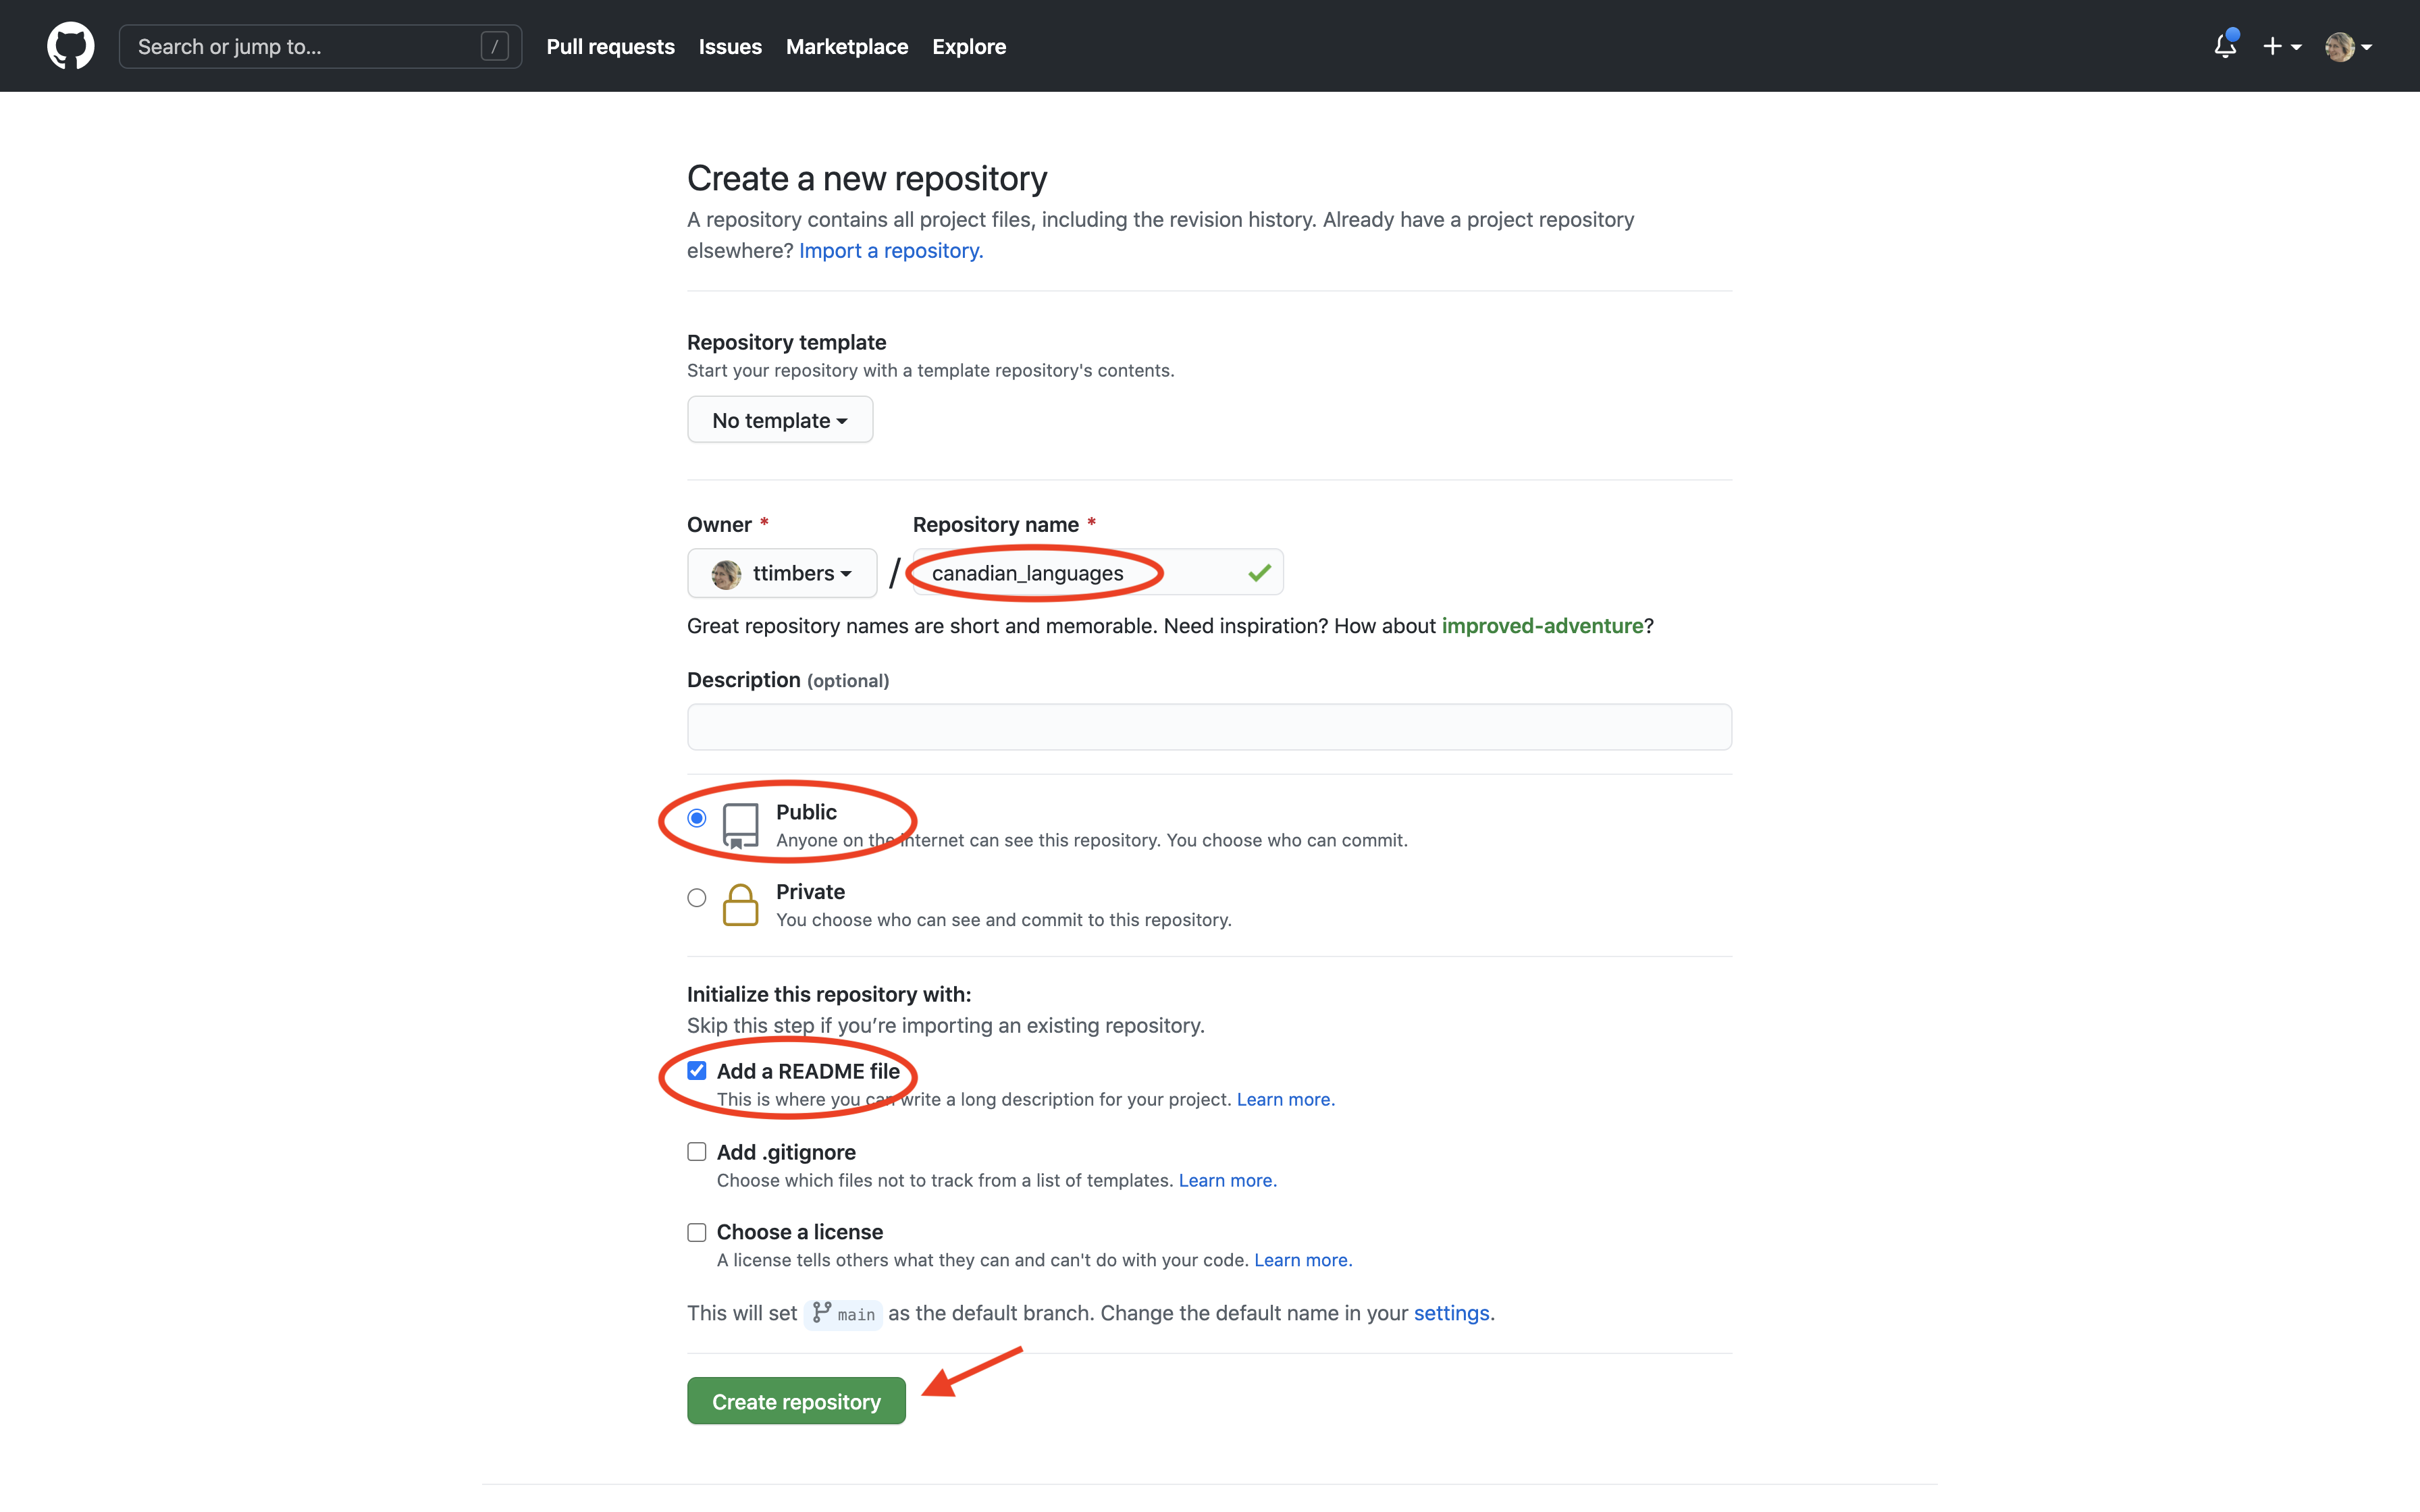 Search or jump to...
/
Pull requests
Issues
Marketplace
Explore
Create a new repository
A repository contains all project files, including the revision history. Already have a project repository
elsewhere? Import a repository.
Repository template
Start your repository with a template repository's contents.
No template
Owner *
Repository name *
ttimbers
/
canadian_languages
Great repository names are short and memorable. Need inspiration? How about improved-adventure?
Description (optional)
Public
Anyone on the internet can see this repository. You choose who can commit.
Private
You choose who can see and commit to this repository.
Initialize this repository with:
Skip this step if you’re importing an existing repository.
Add a README file
This is where you can write a long description for your project. Learn more.
Add .gitignore
Choose which files not to track from a list of templates. Learn more.
Choose a license
A license tells others what they can and can't do with your code. Learn more.
This will set main as the default branch. Change the default name in your settings.
Create repository